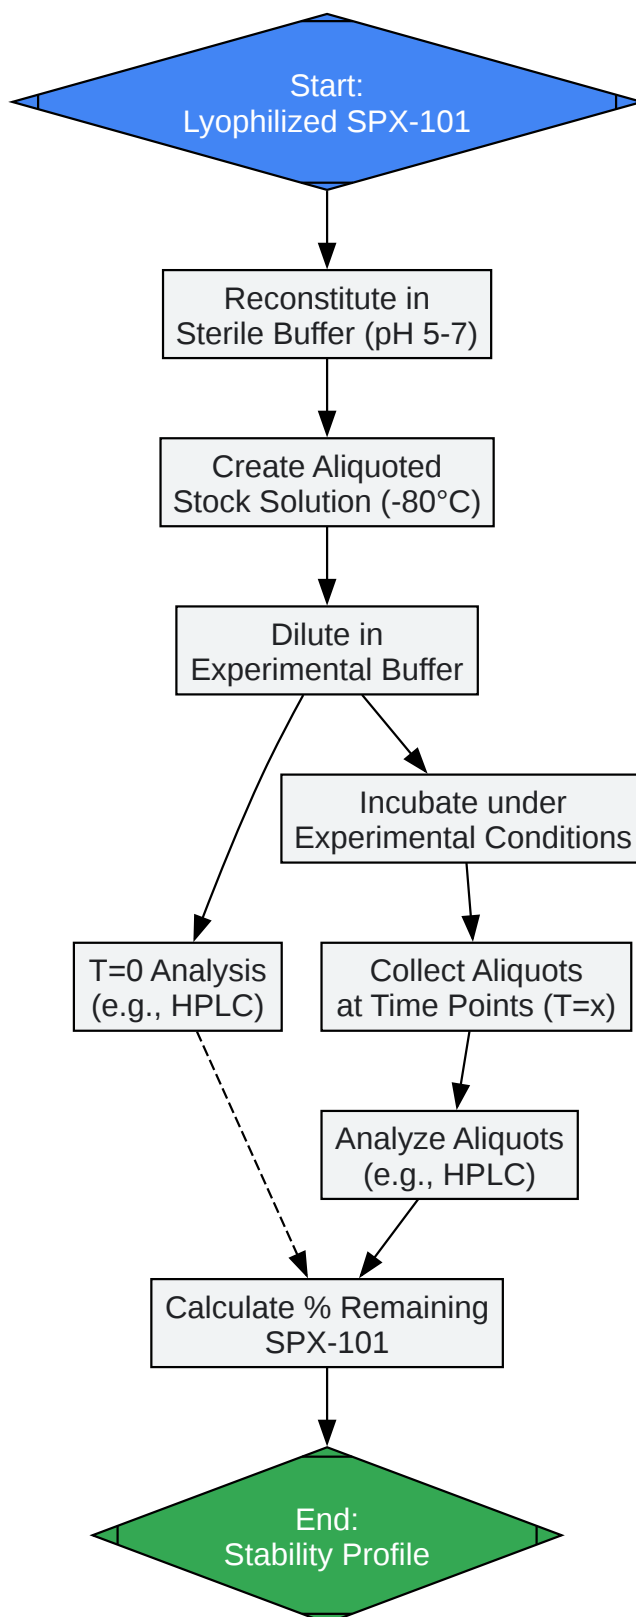 Start:
Lyophilized SPX-101
Reconstitute in
Sterile Buffer (pH 5-7)
Create Aliquoted
Stock Solution (-80°C)
Dilute in
Experimental Buffer
Incubate under
Experimental Conditions
T=0 Analysis
(e.g., HPLC)
Collect Aliquots
at Time Points (T=x)
Analyze Aliquots
(e.g., HPLC)
Calculate % Remaining
SPX-101
End:
Stability Profile